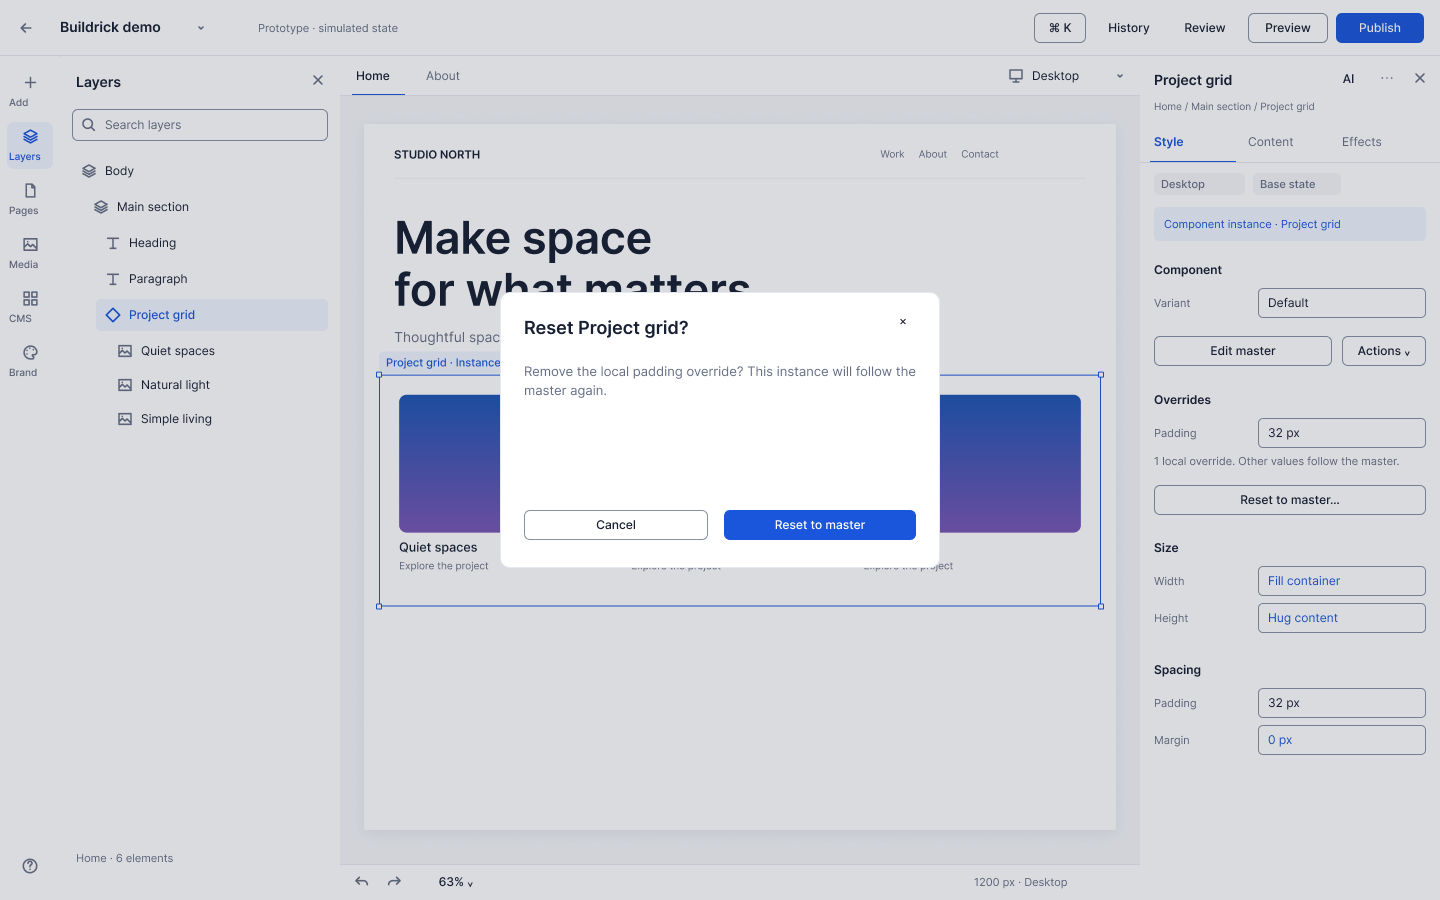 Buildrick demo
Prototype · simulated state
⌘ K
History
Review
Preview
Publish
Add
Layers
Pages
Media
CMS
Brand
Layers
Search layers
Body
Main section
Heading
Paragraph
Project grid
Quiet spaces
Natural light
Simple living
Home · 6 elements
Home
About
Desktop
STUDIO NORTH
Work
About
Contact
Make space
for what matters
Thoughtful spac
Project grid · Instance
Reset Project grid?
×
Remove the local padding override? This instance will follow the
master again.
Cancel
Reset to master
Quiet spaces
Explore the project
Explore the project
Explore the project
63%
1200 px · Desktop
Project grid
AI
···
Home / Main section / Project grid
Style
Content
Effects
Desktop
Base state
Component instance · Project grid
Component
Variant
Default
Edit master
Actions
Overrides
Padding
32 px
1 local override. Other values follow the master.
Reset to master...
Size
Width
Fill container
Height
Hug content
Spacing
Padding
32 px
Margin
0 px